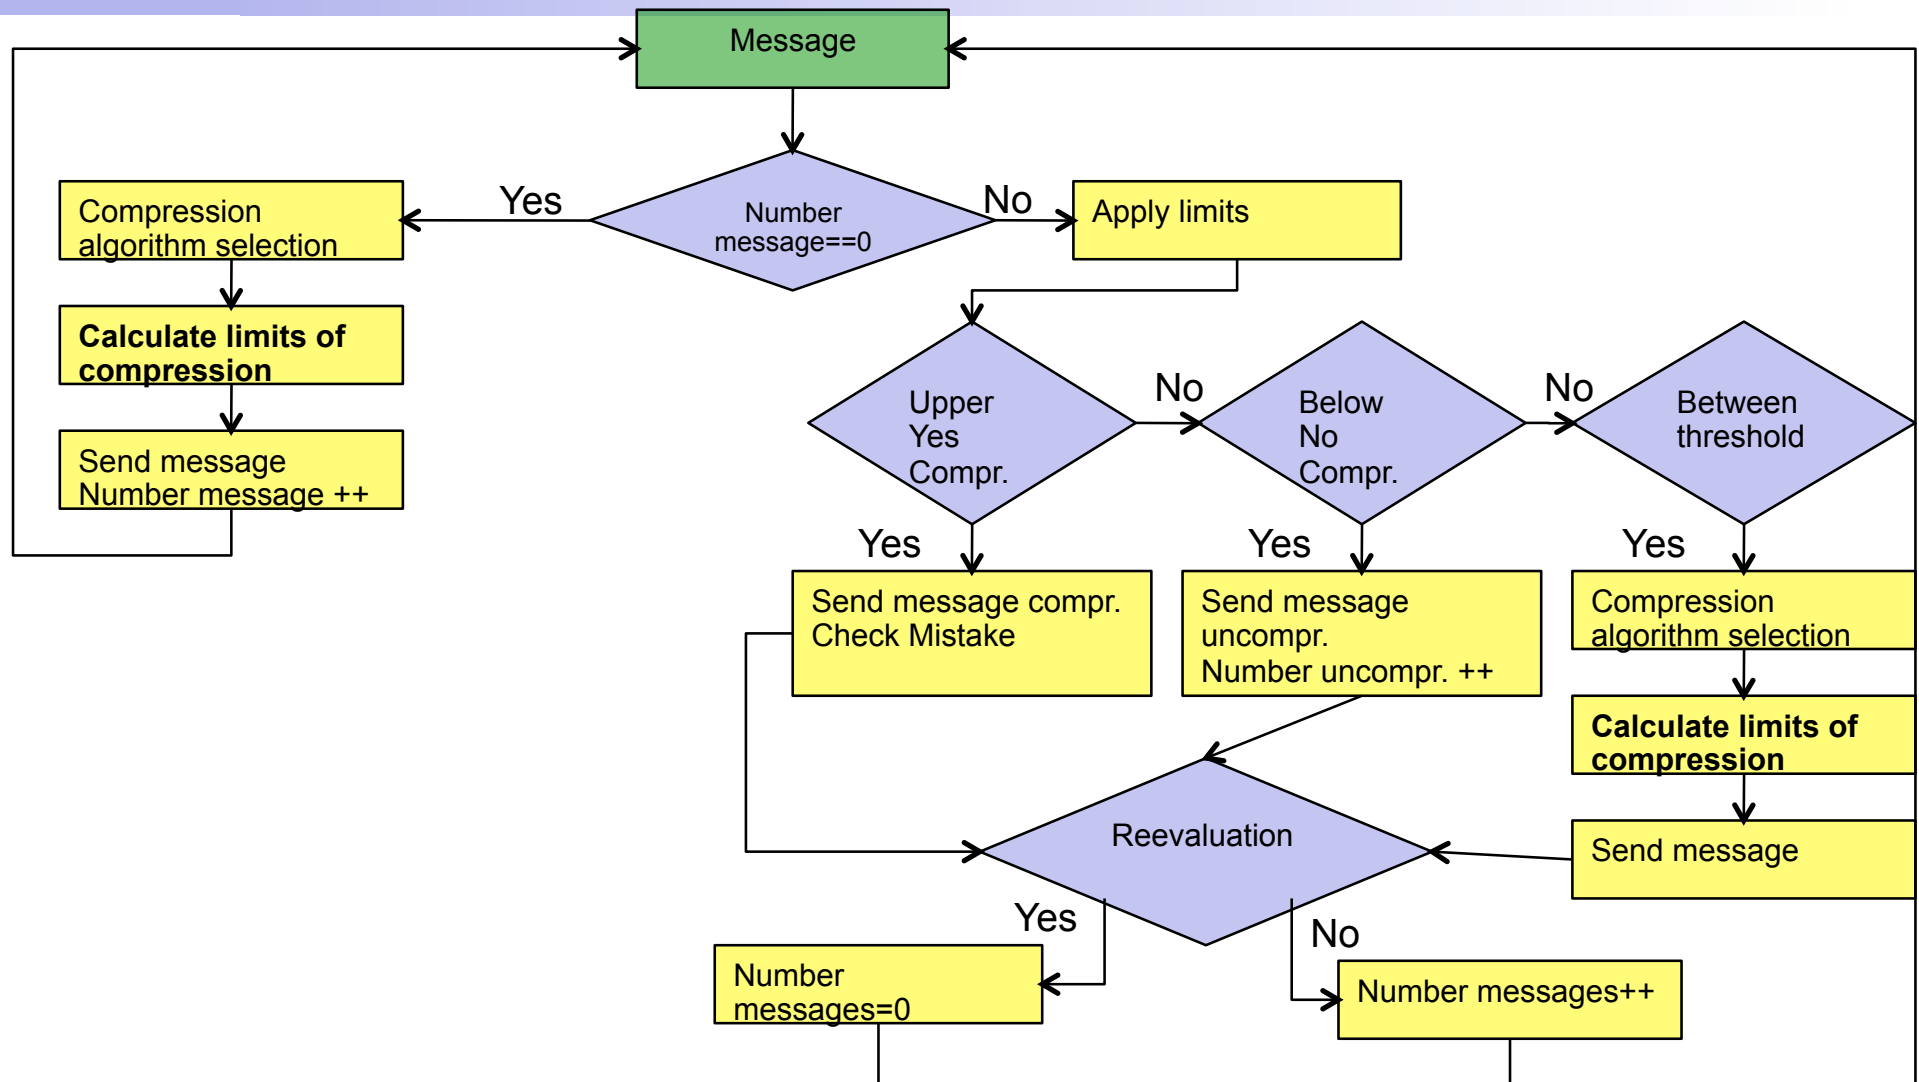 Message
Yes
Number
message==0
No
Compression
algorithm selection
Apply limits
Calculate limits of
compression
Send message
Number message ++
Upper
Yes
Compr.
No
Below
No
Compr.
No
Between
threshold
Yes
Yes
Yes
Send message compr.
Check Mistake
Send message
uncompr.
Number uncompr. ++
Compression
algorithm selection
Calculate limits of
compression
Send message
Reevaluation
Yes
No
Number
messages=0
Number messages++